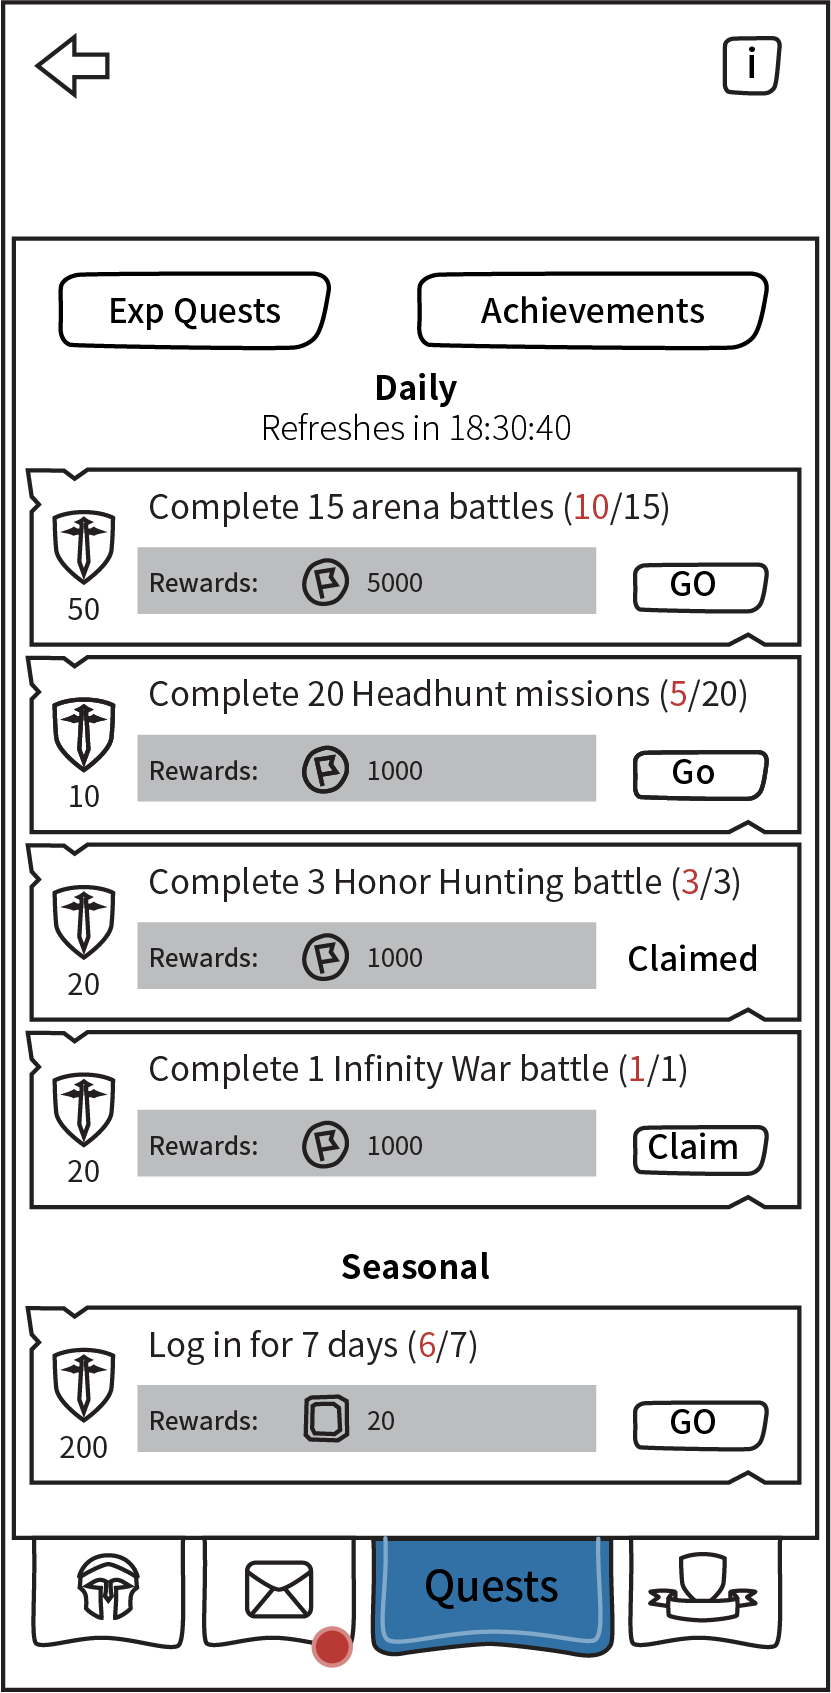 i
Exp Quests
Achievements
Daily
Refreshes in 18:30:40
Complete 15 arena battles (10/15)
50
Rewards: 5000
GO
Complete 20 Headhunt missions (5/20)
10
Rewards: 1000
Go
Complete 3 Honor Hunting battle (3/3)
20
Rewards: 1000
Claimed
Complete 1 Infinity War battle (1/1)
20
Rewards: 1000
Claim
Seasonal
Log in for 7 days (6/7)
200
Rewards: 20
GO
Quests